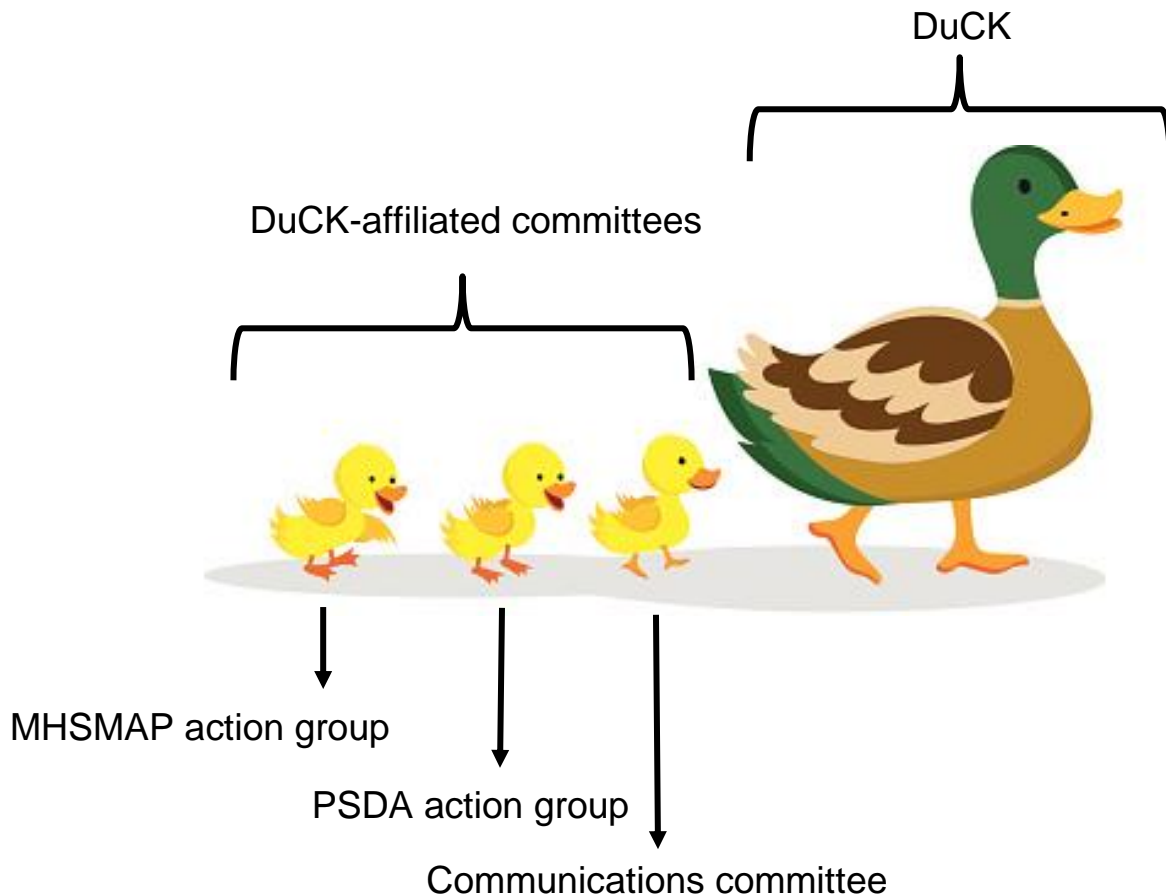 DuCK
DuCK-affiliated committees
MHSMAP action group
PSDA action group
Communications committee